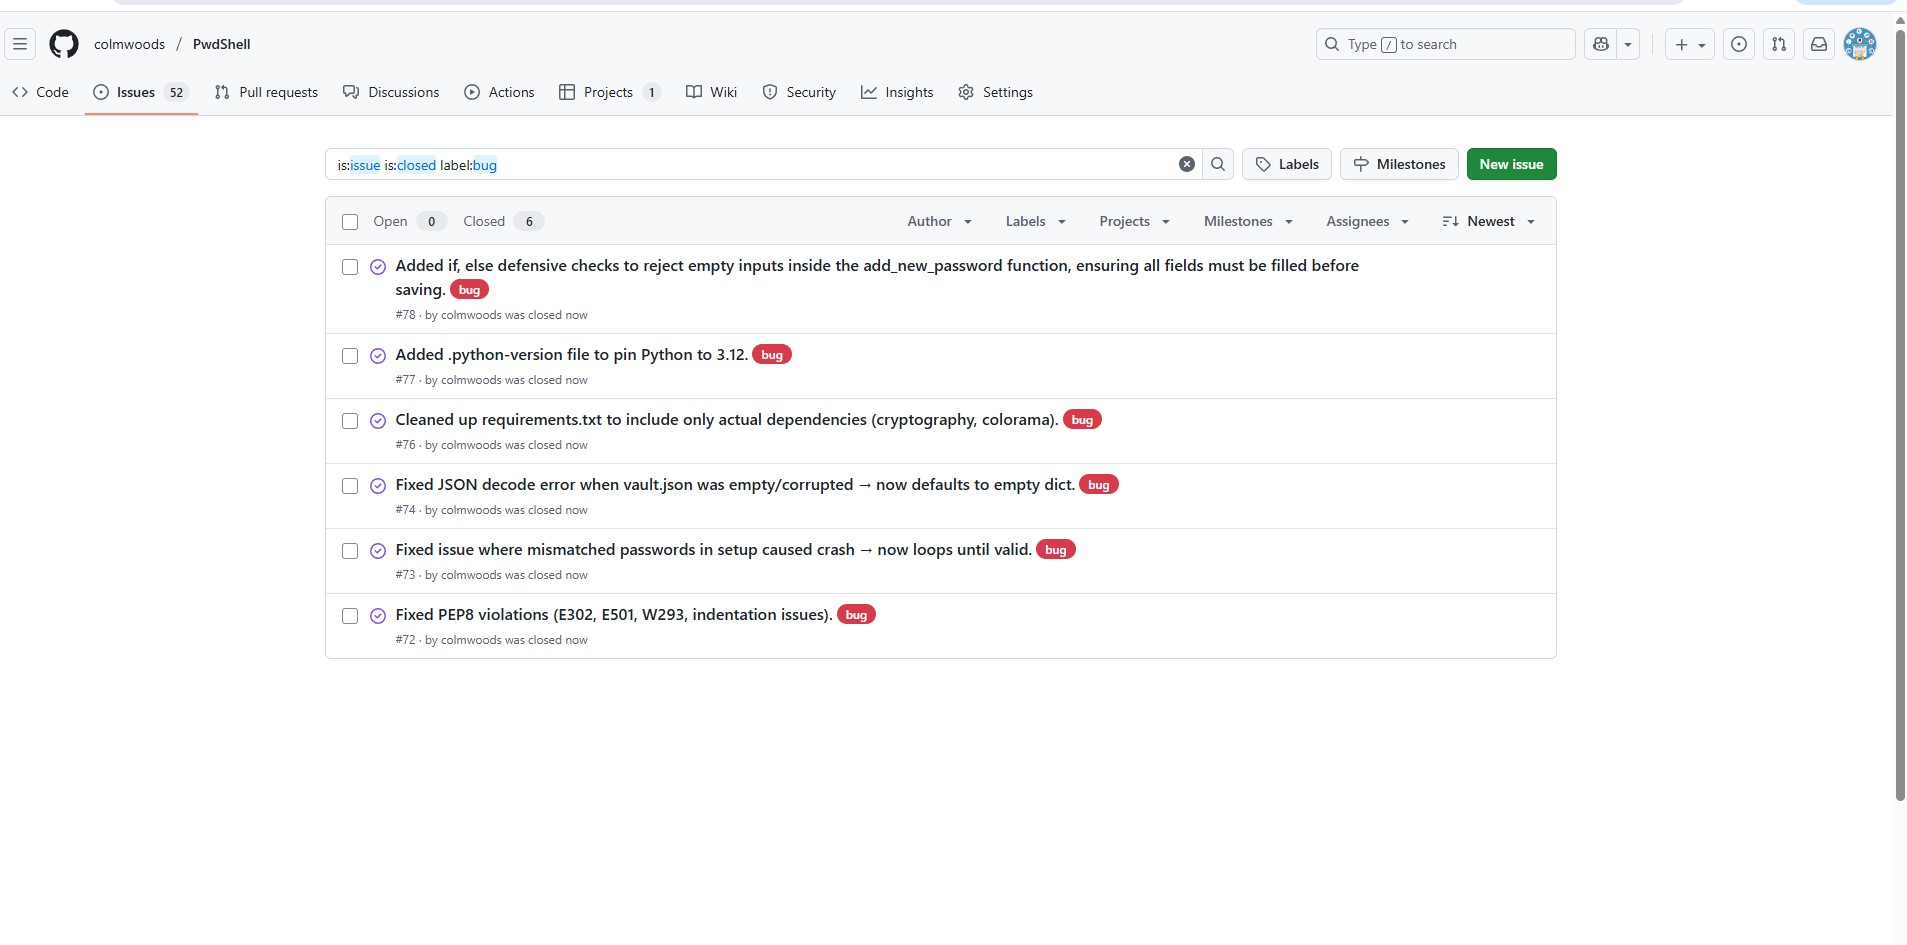 colmwoods / PwdShell
Type / to search
Code
Issues 52
Pull requests
Discussions
Actions
Projects 1
Wiki
Security
Insights
Settings
is:issue is:closed label:bug
Labels
Milestones
New issue
Open 0
Closed 6
Author
Labels
Projects
Milestones
Assignees
Newest
Added if, else defensive checks to reject empty inputs inside the add_new_password function, ensuring all fields must be filled before
saving. bug
#78 · by colmwoods was closed now
Added .python-version file to pin Python to 3.12. bug
#77 · by colmwoods was closed now
Cleaned up requirements.txt to include only actual dependencies (cryptography, colorama). bug
#76 · by colmwoods was closed now
Fixed JSON decode error when vault.json was empty/corrupted → now defaults to empty dict. bug
#74 · by colmwoods was closed now
Fixed issue where mismatched passwords in setup caused crash → now loops until valid. bug
#73 · by colmwoods was closed now
Fixed PEP8 violations (E302, E501, W293, indentation issues). bug
#72 · by colmwoods was closed now